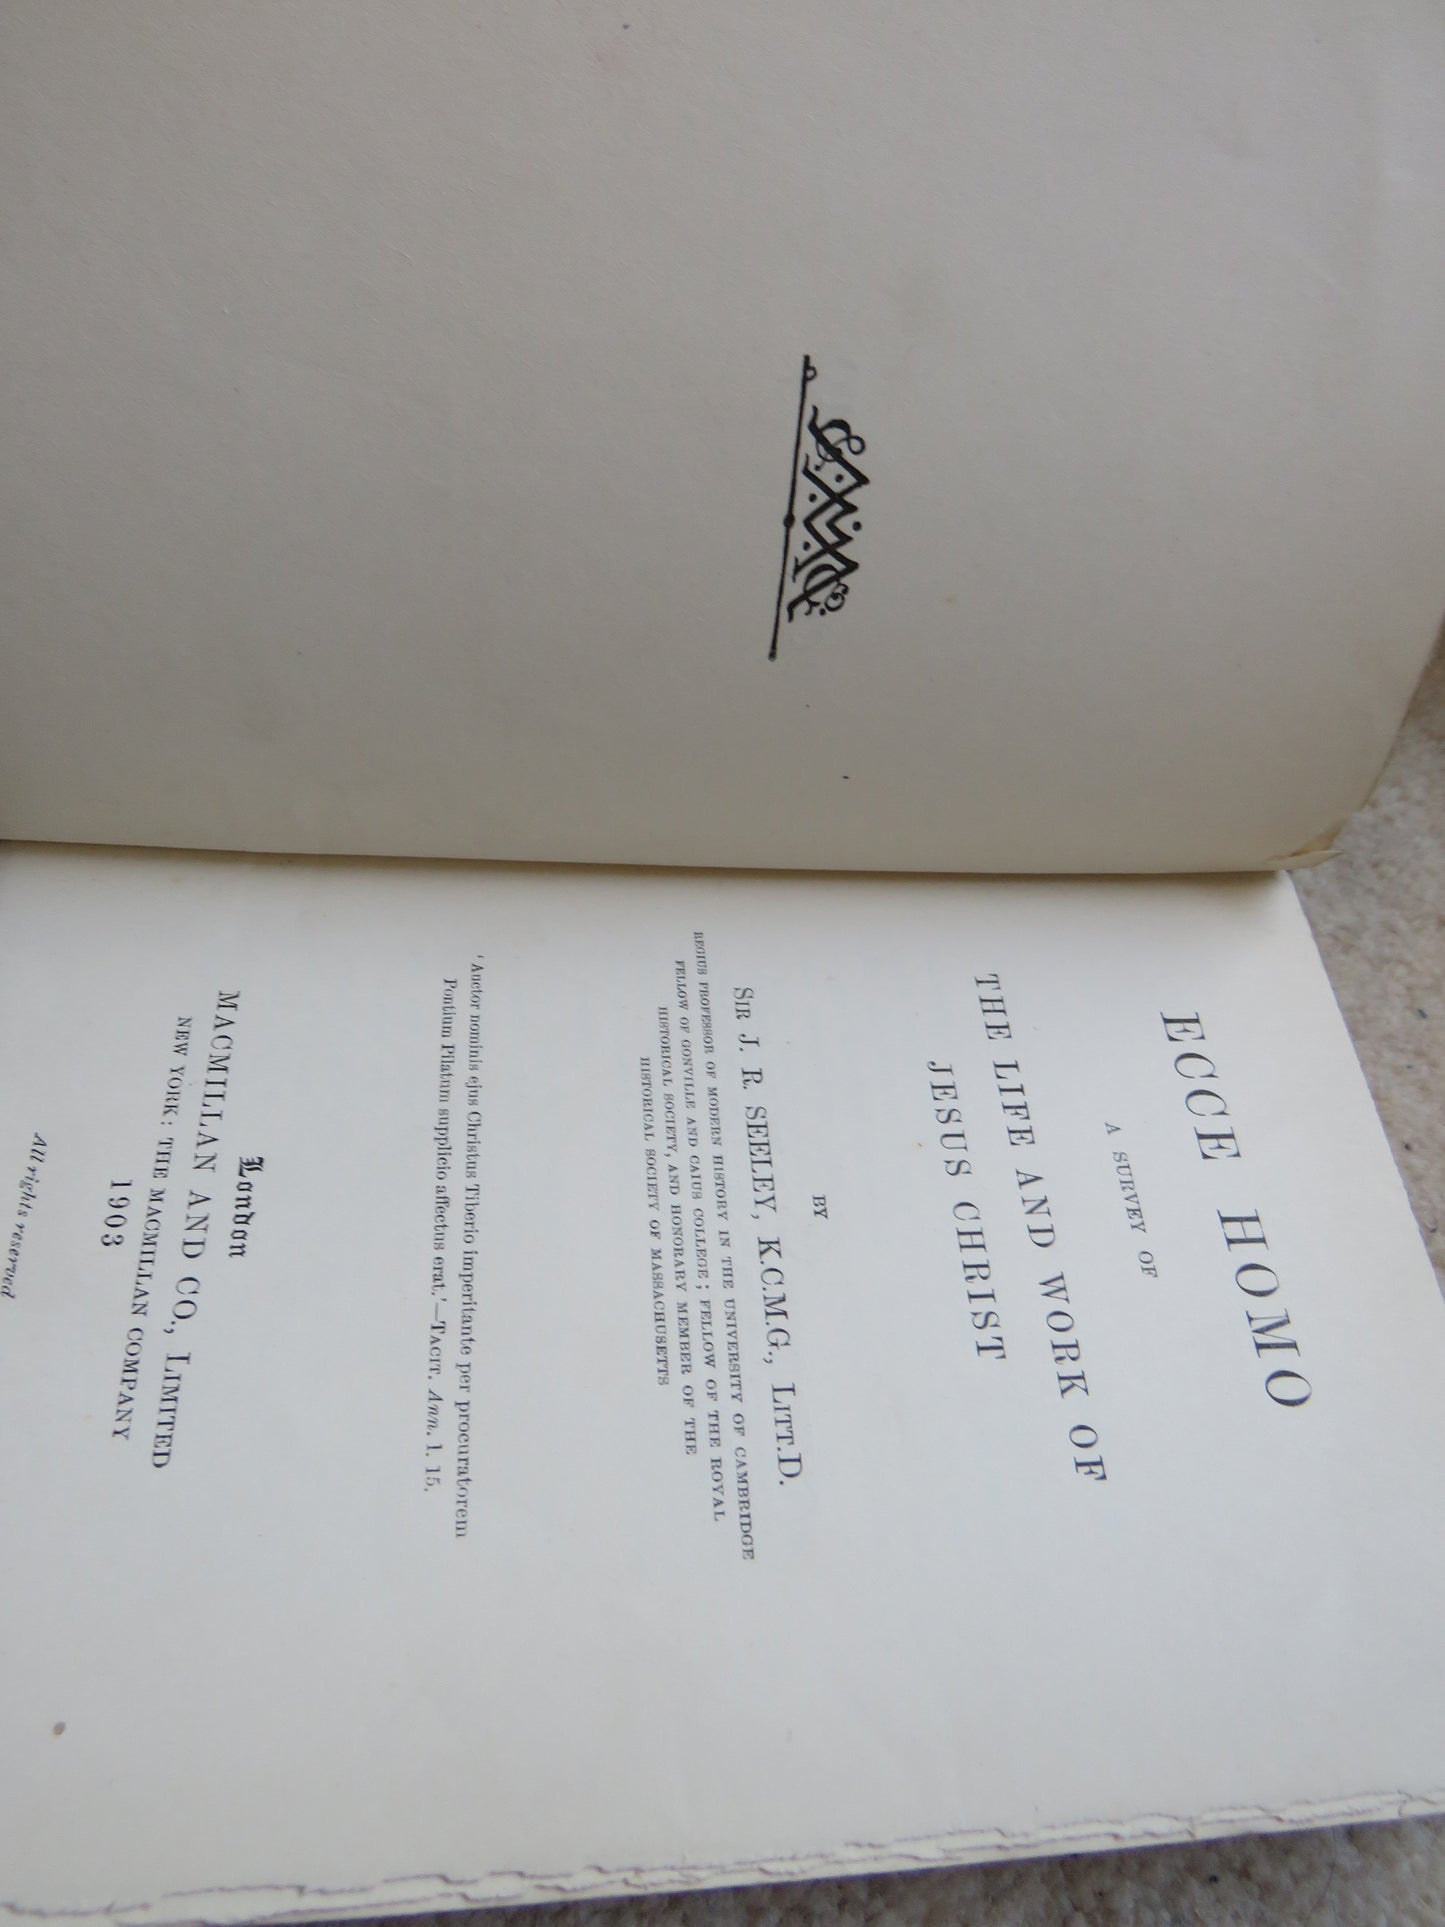 ECCE HOMO
A SURVEY OF
THE LIFE AND WORK OF
JESUS CHRIST
BY
SIR J. R. SEELEY, K.C.M.G., LITT.D.
REGIUS PROFESSOR OF MODERN HISTORY IN THE UNIVERSITY OF CAMBRIDGE
FELLOW OF GONVILLE AND CAIUS COLLEGE; FELLOW OF THE ROYAL
HISTORICAL SOCIETY, AND HONORARY MEMBER OF THE
HISTORICAL SOCIETY OF MASSACHUSETTS
'Auctor nominis ejus Christus Tiberio imperitante per procuratorem
Pontium Pilatum supplicio affectus erat.'—TACIT. Ann. 1. 15.
London
MACMILLAN AND CO., LIMITED
NEW YORK: THE MACMILLAN COMPANY
1903
All rights reserved